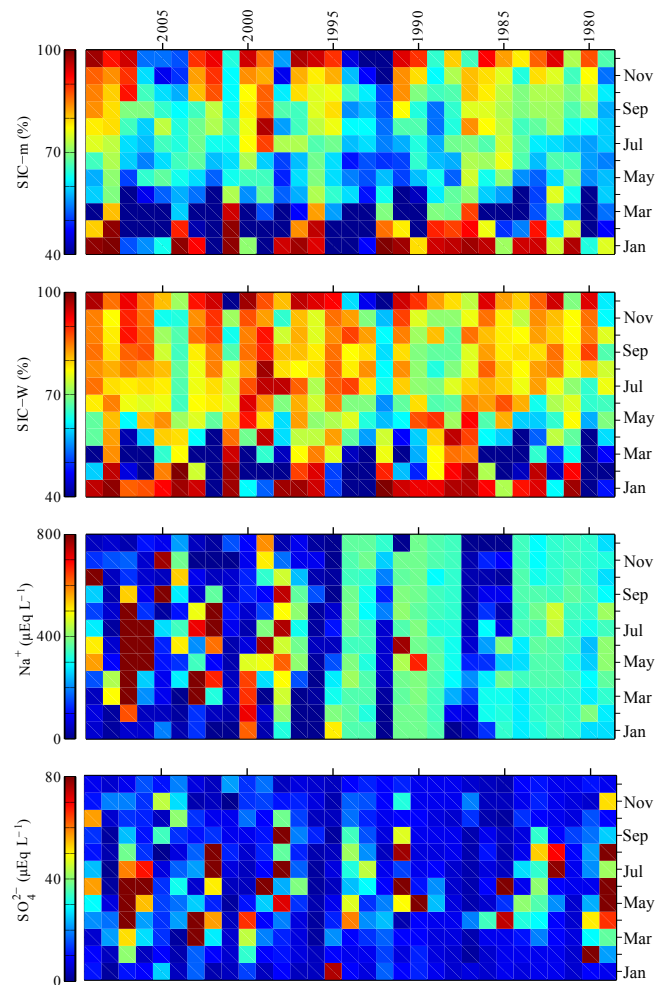 2005 2000 1995 1990 1985 1980
100
70
40
SIC−m (%)
Nov
Sep
Jul
May
Mar
Jan
100
70
40
SIC−W (%)
Nov
Sep
Jul
May
Mar
Jan
800
400
0
Na⁺ (μEq L⁻¹)
Nov
Sep
Jul
May
Mar
Jan
80
40
0
SO₄²⁻ (μEq L⁻¹)
Nov
Sep
Jul
May
Mar
Jan